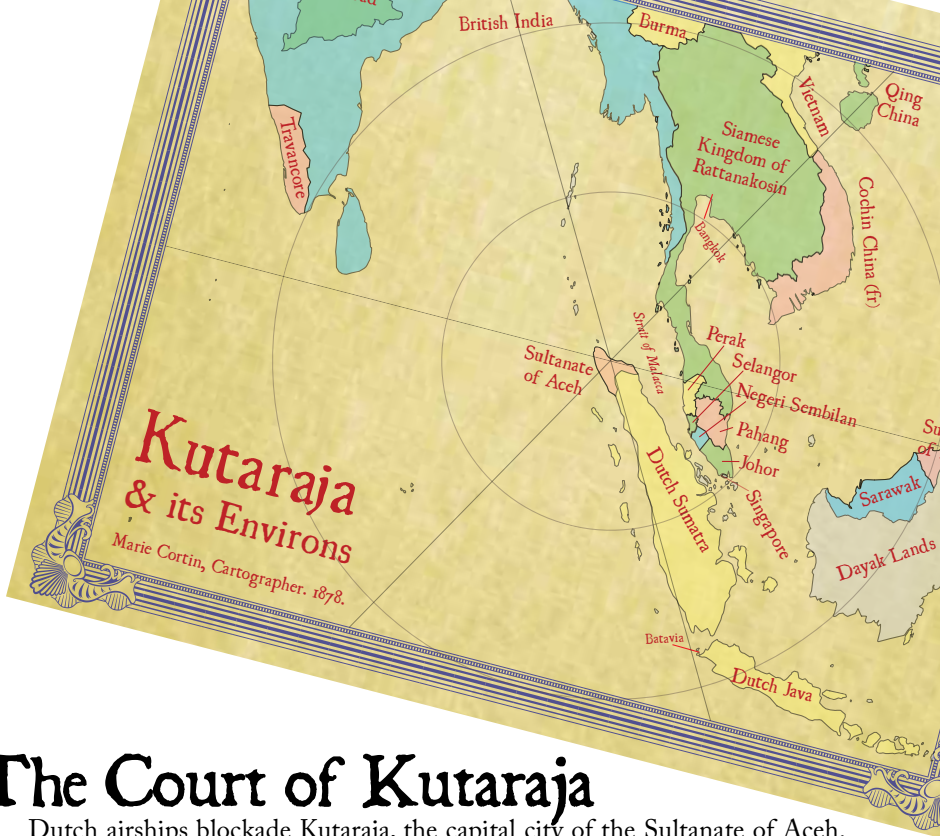 British India
Burma
Qing
China
Vietnam
Travancore
Siamese
Kingdom of
Rattanakosin
Cochin China (fr)
Bangkok
Strait of Malacca
Sultanate
of Aceh
Perak
Selangor
Negeri Sembilan
Pahang
Johor
Singapore
Sarawak
Dayak Lands
Dutch Sumatra
Batavia
Dutch Java
Kutaraja
& its Environs
Marie Cortin, Cartographer. 1878.
The Court of Kutaraja
Dutch airships blockade Kutaraja, the capital city of the Sultanate of Aceh.